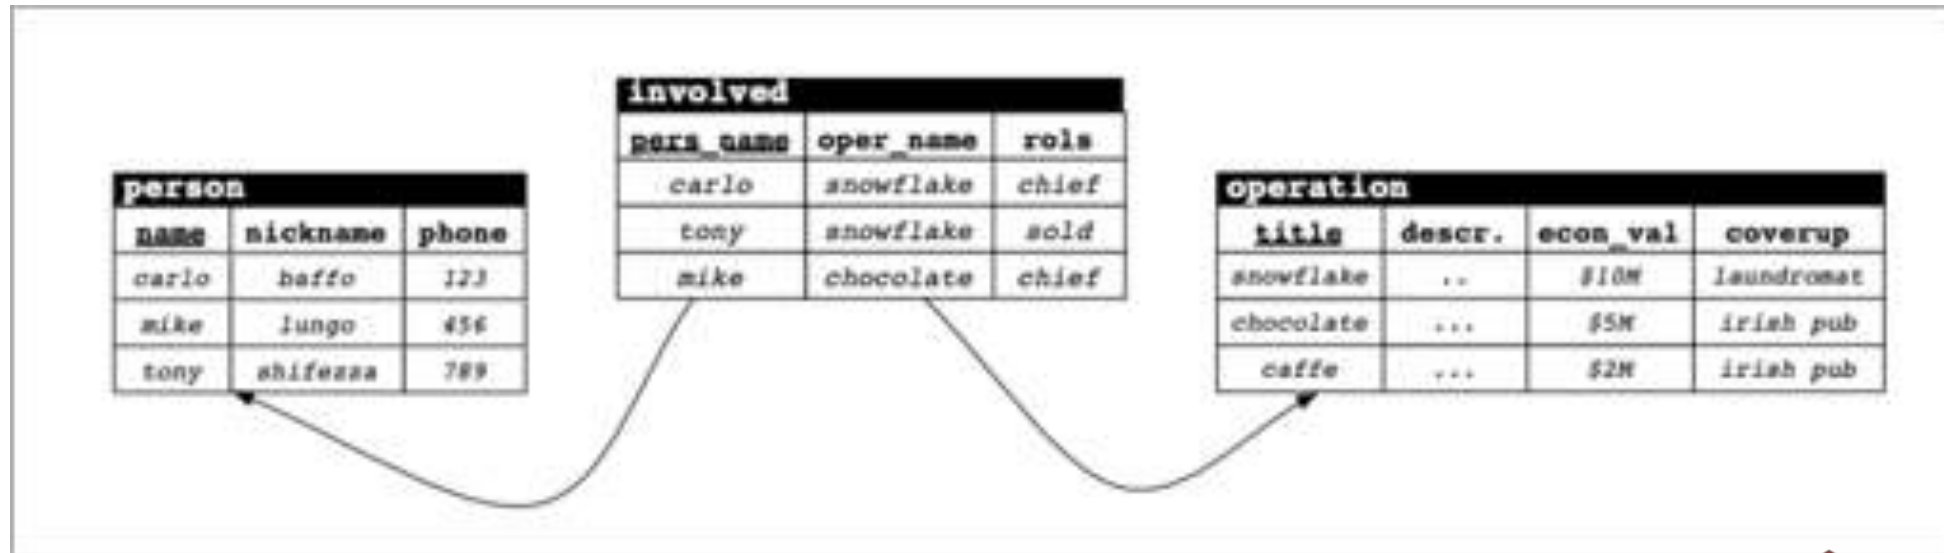 involved
pers_name oper_name rols
carlo snowflake chief
tony snowflake sold
mike chocolate chief
person
name nickname phone
carlo baffo 123
mike lungo 456
tony shifezza 789
operation
title descr. econ_val coverup
snowflake .. $10M laundromat
chocolate ... $5M irish pub
caffe ... $2M irish pub